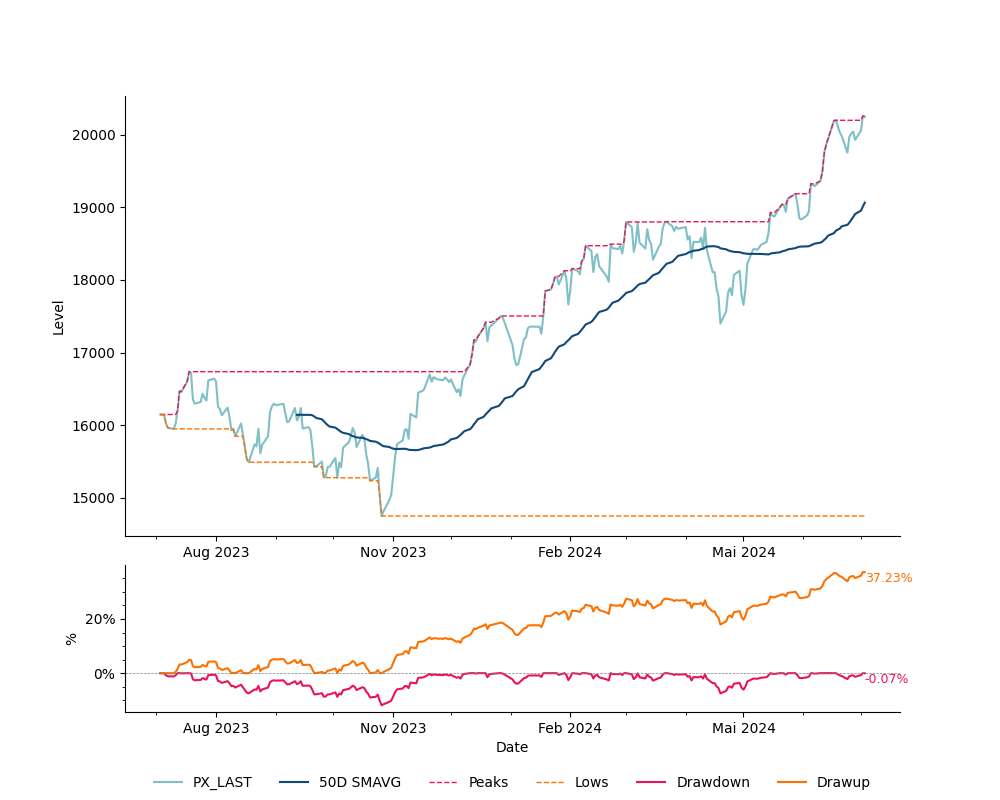 20000
19000
18000
17000
16000
15000
Level
Aug 2023 Nov 2023 Feb 2024 Mai 2024
37.23%
20%
0%
-0.07%
%
Aug 2023 Nov 2023 Feb 2024 Mai 2024
Date
PX_LAST 50D SMAVG Peaks Lows Drawdown Drawup